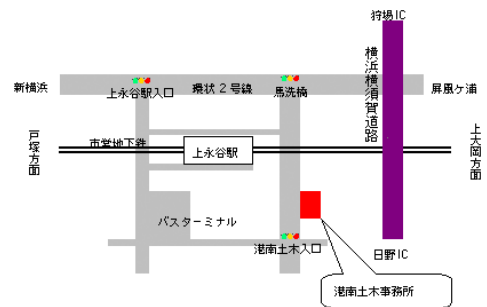 狩場IC
横浜横須賀道路
新横浜
上永谷駅入口
環状2号線
馬洗橋
屏風ヶ浦
戸塚方面
市営地下鉄
上永谷駅
上大岡方面
バスターミナル
港南土木入口
日野IC
港南土木事務所